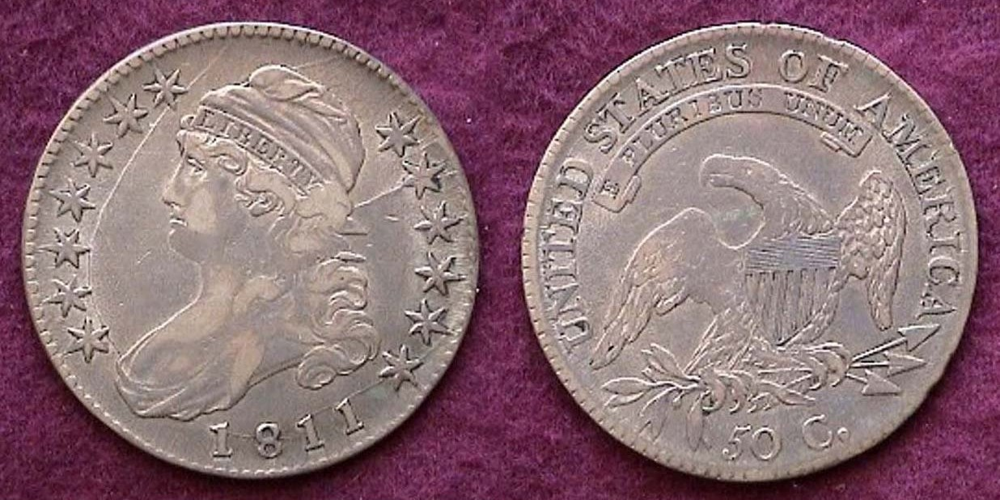 LIBERTY
1811
UNITED STATES OF AMERICA
E PLURIBUS UNUM
50 C.